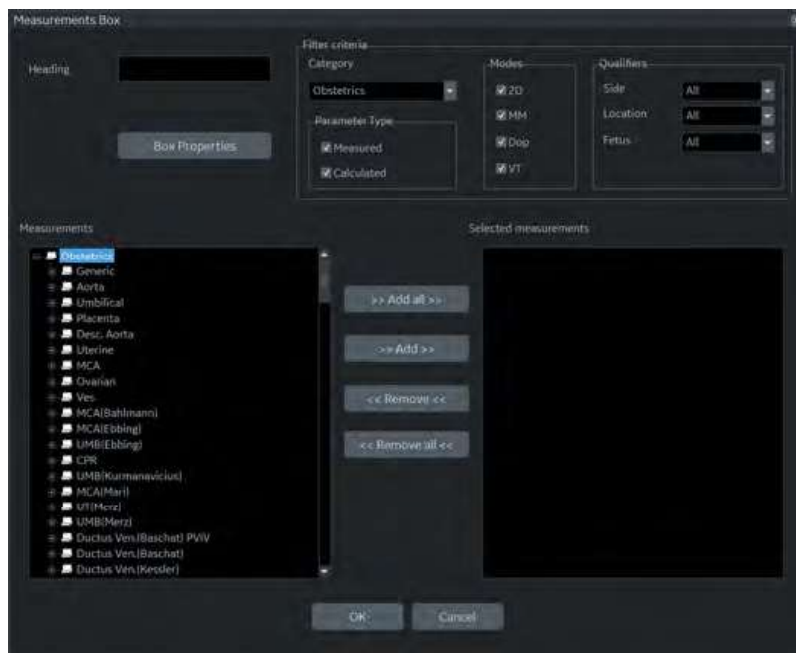 Measurements Box
Heading
Box Properties
Filter criteria
Category
Obstetrics
Parameter Type
Measured
Calculated
Modes
2D
MM
Dop
VT
Qualifiers
Side All
Location All
Fetus All
Measurements
Obstetrics
Generic
Aorta
Umbilical
Placenta
Desc. Aorta
Uterine
MCA
Ovarian
Ves.
MCA(Bahlmann)
MCA(Ebbing)
UMB(Ebbing)
CPR
UMB(Kurmanavicius)
MCA(Mari)
UT(Merz)
UMB(Merz)
Ductus Ven.(Baschat) PVIV
Ductus Ven.(Baschat)
Ductus Ven.(Kessler)
>> Add all >>
>> Add >>
<< Remove <<
<< Remove all <<
Selected measurements
OK
Cancel